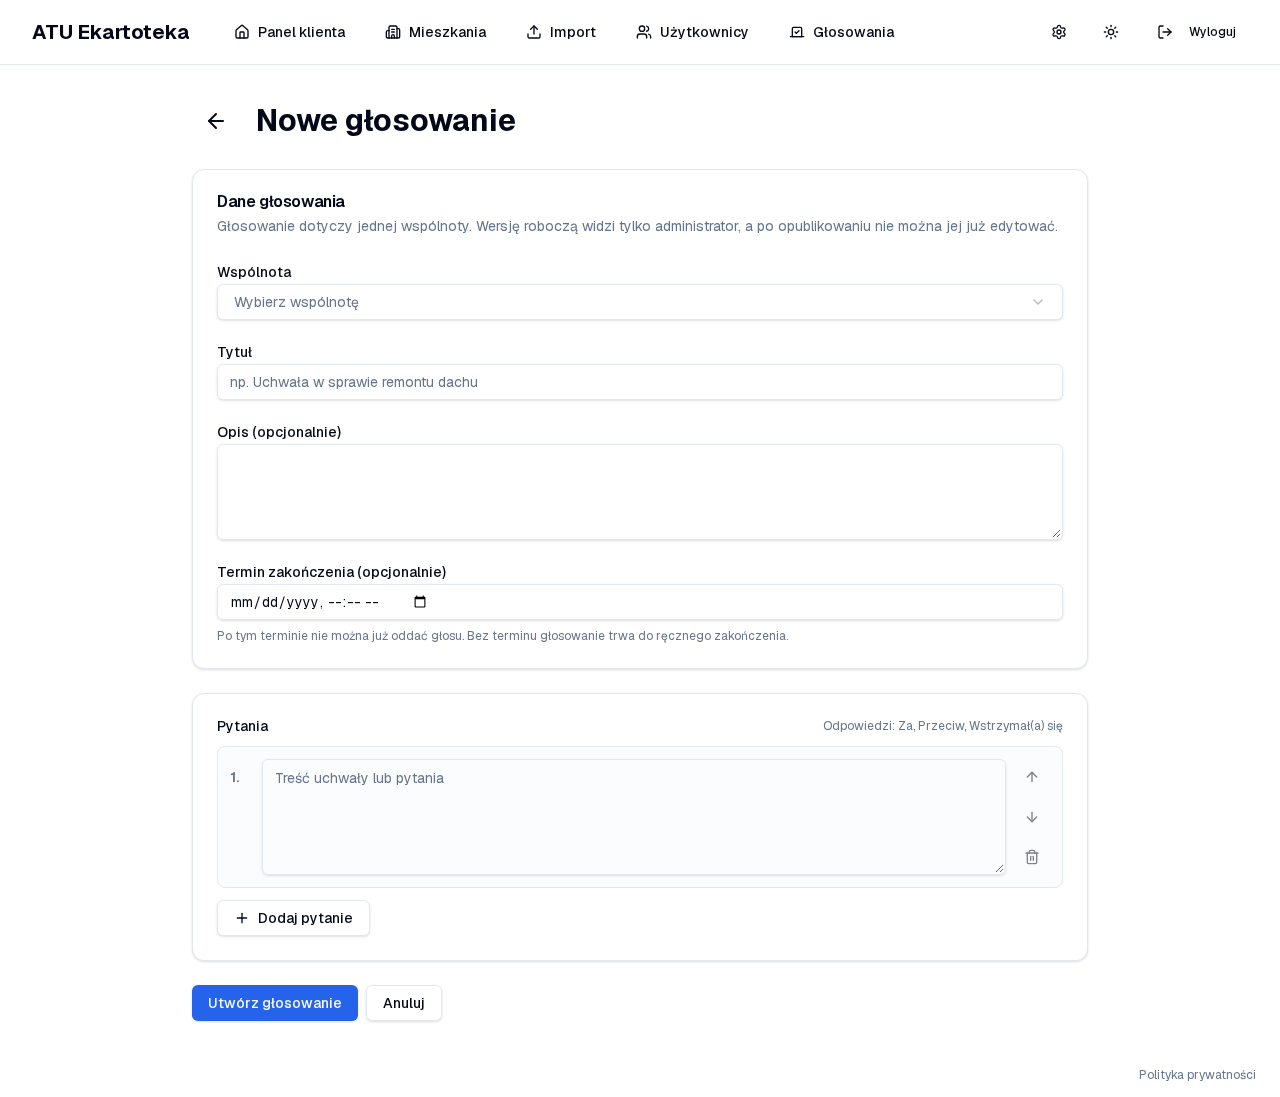 ATU Ekartoteka
Panel klienta
Mieszkania
Import
Użytkownicy
Głosowania
Wyloguj
Nowe głosowanie
Dane głosowania
Głosowanie dotyczy jednej wspólnoty. Wersję roboczą widzi tylko administrator, a po opublikowaniu nie można jej już edytować.
Wspólnota
Wybierz wspólnotę
Tytuł
np. Uchwała w sprawie remontu dachu
Opis (opcjonalnie)
Termin zakończenia (opcjonalnie)
mm/dd/yyyy, --:-- --
Po tym terminie nie można już oddać głosu. Bez terminu głosowanie trwa do ręcznego zakończenia.
Pytania
Odpowiedzi: Za, Przeciw, Wstrzymał(a) się
1.
Treść uchwały lub pytania
Dodaj pytanie
Utwórz głosowanie
Anuluj
Polityka prywatności